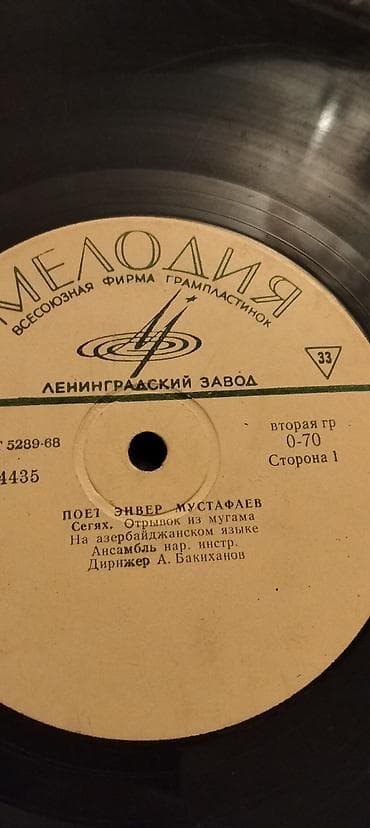 МЕЛОДИЯ
ВСЕСОЮЗНАЯ ФИРМА ГРАМПЛАСТИНОК
33
ЛЕНИНГРАДСКИЙ ЗАВОД
5289-68
вторая гр
0-70
4435
Сторона 1
ПОЕТ ЭНВЕР МУСТАФАЕВ
Сегях. Отрывок из мугама
На азербайджанском языке
Ансамбль нар. инстр.
Дирижер А. Бакиханов